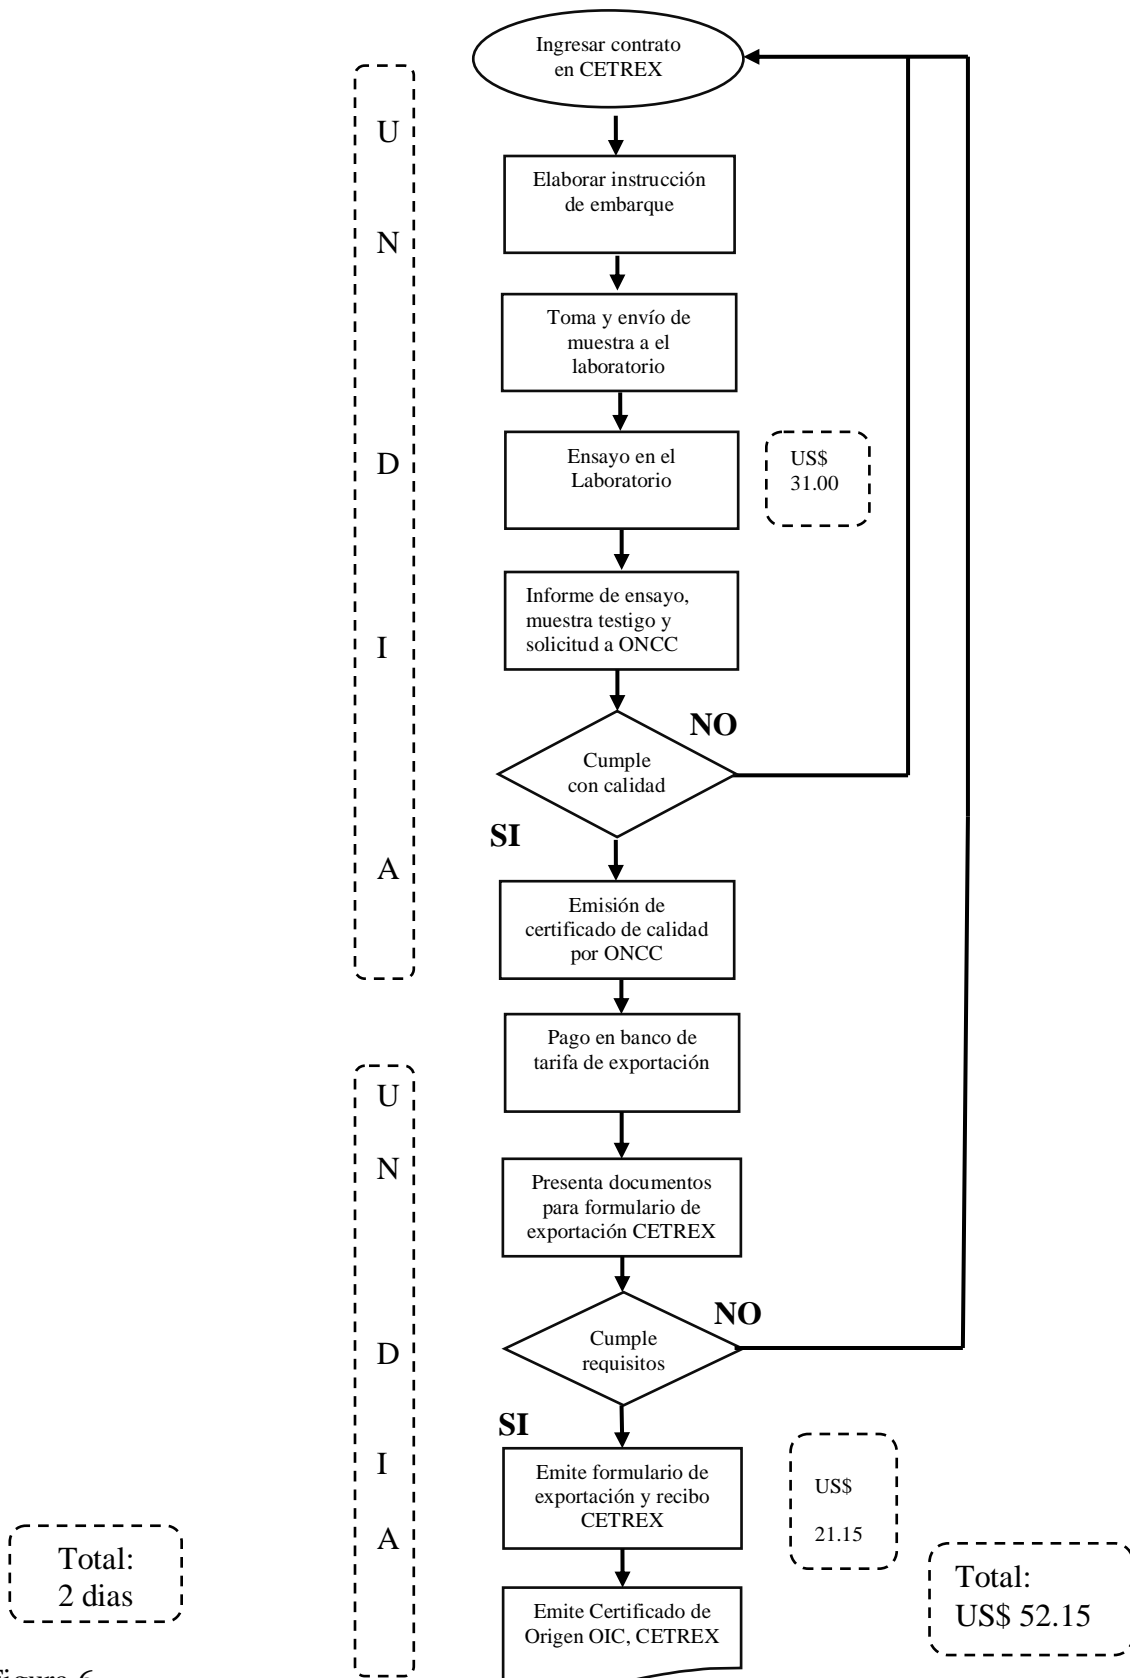 Ingresar contrato
en CETREX
U
N
D
I
A
Elaborar instrucción
de embarque
Toma y envío de
muestra a el
laboratorio
Ensayo en el
Laboratorio
US$
31.00
Informe de ensayo,
muestra testigo y
solicitud a ONCC
Cumple
con calidad
NO
SI
Emisión de
certificado de calidad
por ONCC
Pago en banco de
tarifa de exportación
U
N
D
I
A
Presenta documentos
para formulario de
exportación CETREX
Cumple
requisitos
NO
SI
Emite formulario de
exportación y recibo
CETREX
US$
21.15
Emite Certificado de
Origen OIC, CETREX
Total:
2 dias
Total:
US$ 52.15